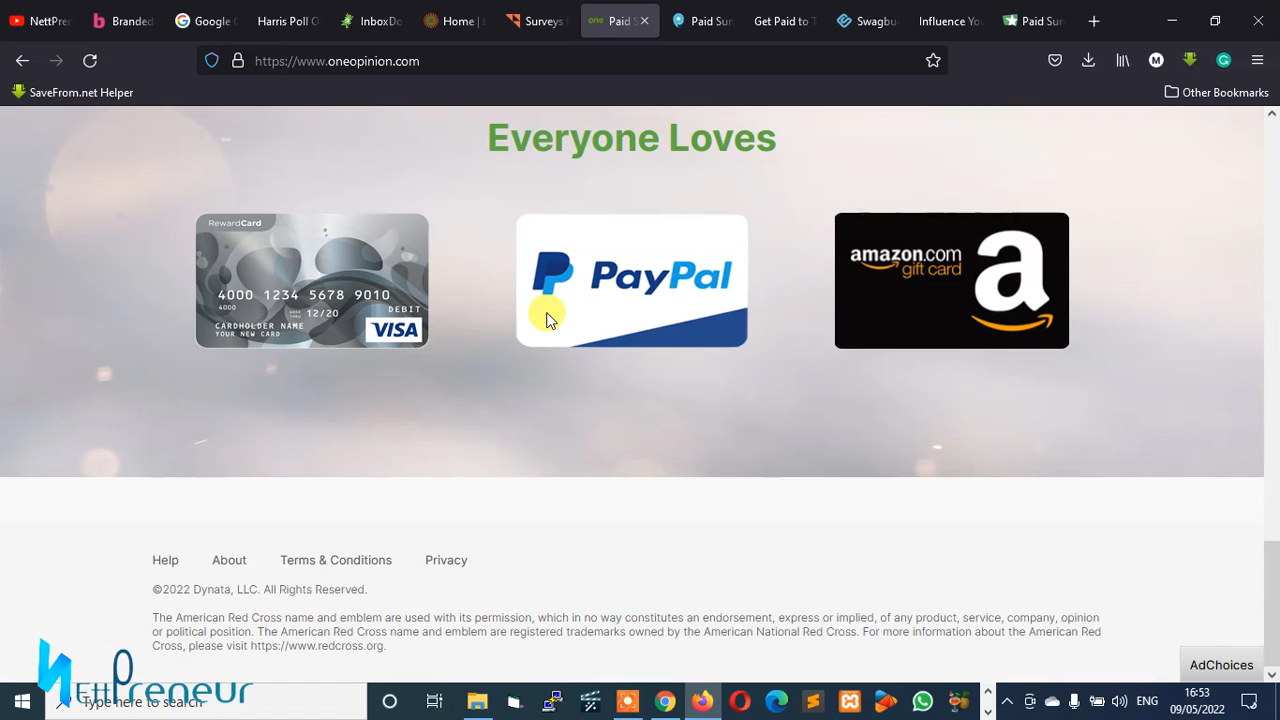 NettPre
Branded
Google
Harris Poll O
InboxDo
Home |
Surveys
one Paid S
Paid Sur
Get Paid to T
Swagbu
Influence Yo
Paid Sur
https://www.oneopinion.com
M
SaveFrom.net Helper
Other Bookmarks
Everyone Loves
RewardCard
4000 1234 5678 9010
4000
12/20
DEBIT
CARDHOLDER NAME
YOUR NEW CARD
VISA
PayPal
amazon.com
gift card
a
Help About Terms & Conditions Privacy
©2022 Dynata, LLC. All Rights Reserved.
The American Red Cross name and emblem are used with its permission, which in no way constitutes an endorsement, express or implied, of any product, service, company, opinion
or political position. The American Red Cross name and emblem are registered trademarks owned by the American National Red Cross. For more information about the American Red
Cross, please visit https://www.redcross.org.
AdChoices
NettPreneur
Type here to search
ENG
16:53
09/05/2022